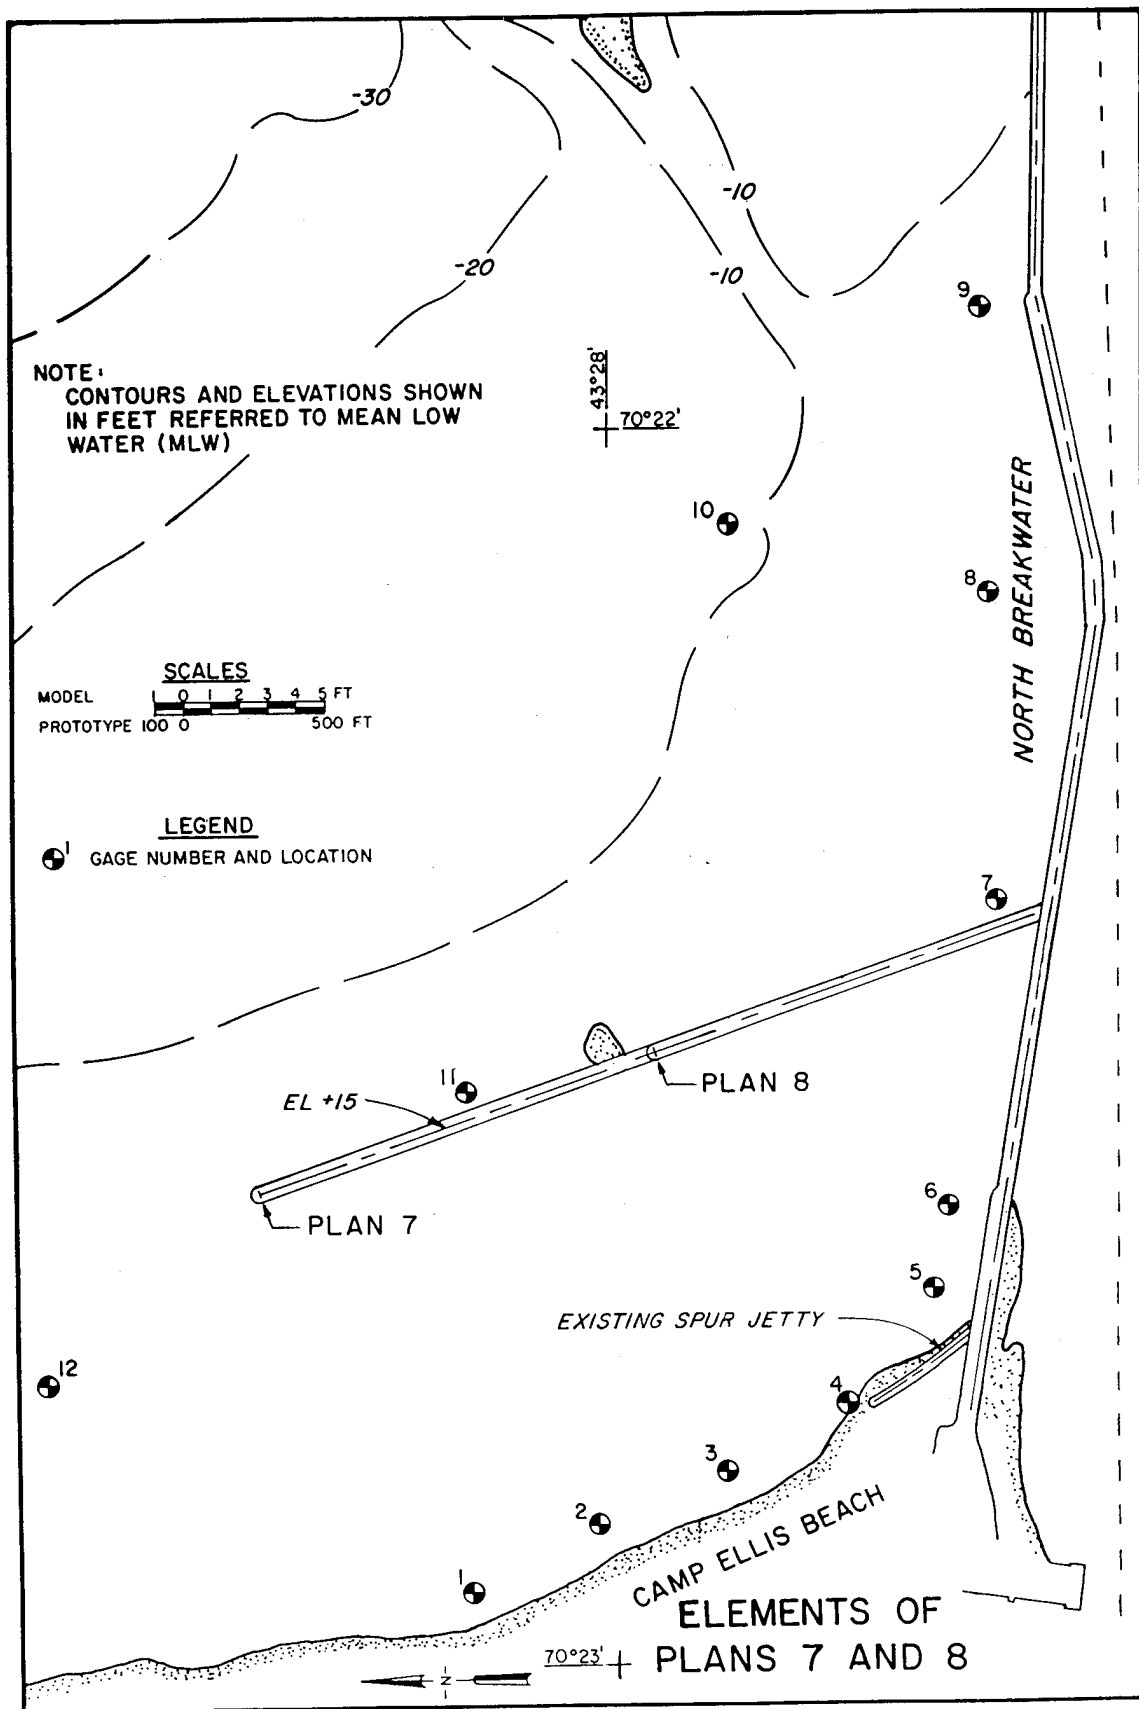 -30
-10
-20
-10
9
NOTE:
CONTOURS AND ELEVATIONS SHOWN
IN FEET REFERRED TO MEAN LOW
WATER (MLW)
43°28'
70°22'
10
8
NORTH BREAKWATER
SCALES
MODEL 1 0 1 2 3 4 5 FT
PROTOTYPE 100 0 500 FT
LEGEND
1 GAGE NUMBER AND LOCATION
7
11
PLAN 8
EL +15
PLAN 7
6
5
EXISTING SPUR JETTY
12
4
3
2
1
CAMP ELLIS BEACH
ELEMENTS OF
PLANS 7 AND 8
70°23'
N